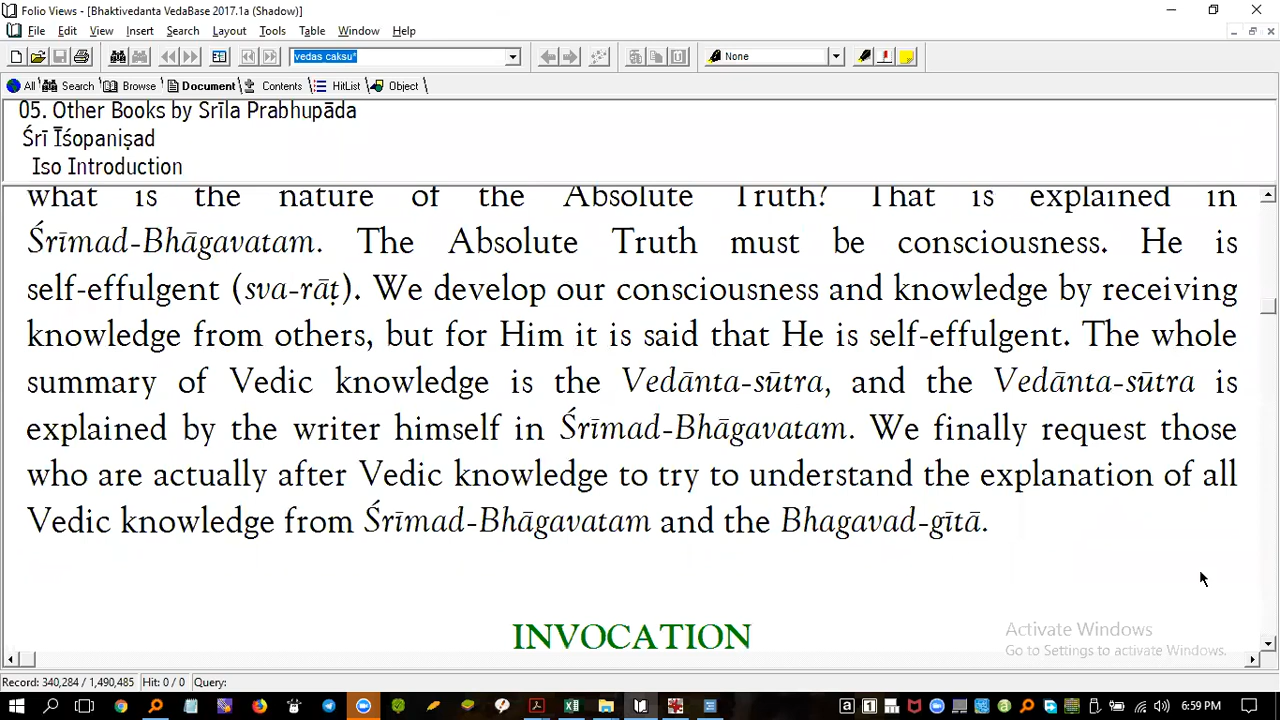 Folio Views - [Bhaktivedanta VedaBase 2017.1a (Shadow)]
File Edit View Insert Search Layout Tools Table Window Help
vedas caksu* None
All Search Browse Document Contents HitList Object
05. Other Books by Srīla Prabhupāda
Śrī Īśopaniṣad
Iso Introduction
what is the nature of the Absolute Truth? That is explained in
Śrīmad-Bhāgavatam. The Absolute Truth must be consciousness. He is
self-effulgent (sva-rāṭ). We develop our consciousness and knowledge by receiving
knowledge from others, but for Him it is said that He is self-effulgent. The whole
summary of Vedic knowledge is the Vedānta-sūtra, and the Vedānta-sūtra is
explained by the writer himself in Śrīmad-Bhāgavatam. We finally request those
who are actually after Vedic knowledge to try to understand the explanation of all
Vedic knowledge from Śrīmad-Bhāgavatam and the Bhagavad-gītā.
INVOCATION
Activate Windows
Go to Settings to activate Windows.
Record: 340,284 / 1,490,485 Hit: 0 / 0 Query:
6:59 PM